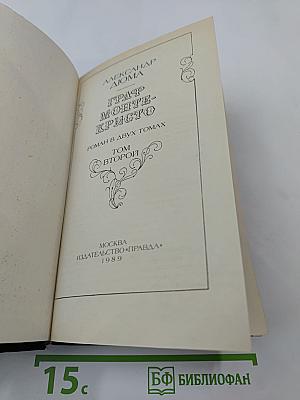 АЛЕКСАНДР
ДЮМА
ГРАФ
МОНТЕ-
КРИСТО
РОМАН В ДВУХ ТОМАХ
ТОМ
ВТОРОЙ
МОСКВА
ИЗДАТЕЛЬСТВО «ПРАВДА»
1989
15с
БФ БИБЛИОФАН